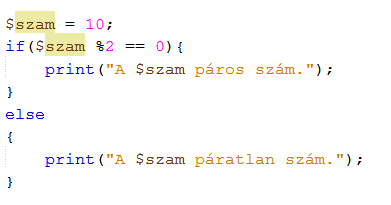 $szam = 10;
if($szam %2 == 0){
    print("A $szam páros szám.");
}
else
{
    print("A $szam páratlan szám.");
}